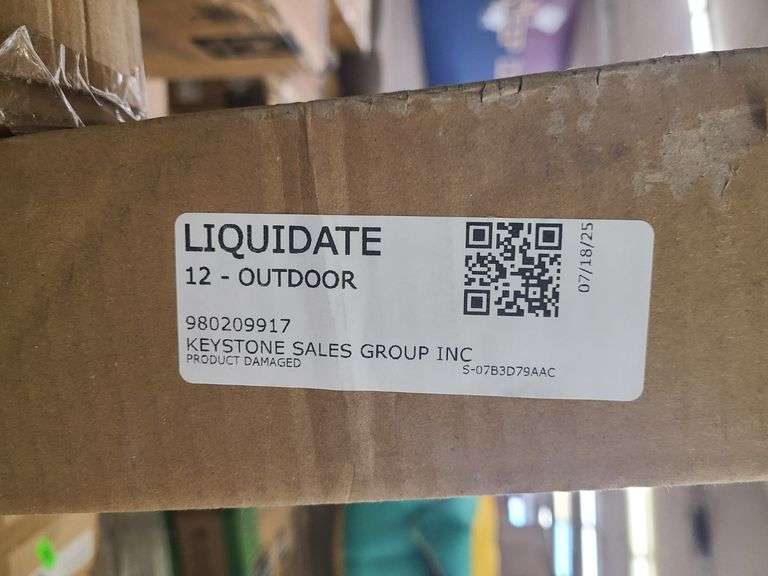 LIQUIDATE
12 - OUTDOOR
07/18/25
980209917
KEYSTONE SALES GROUP INC
PRODUCT DAMAGED
S-07B3D79AAC